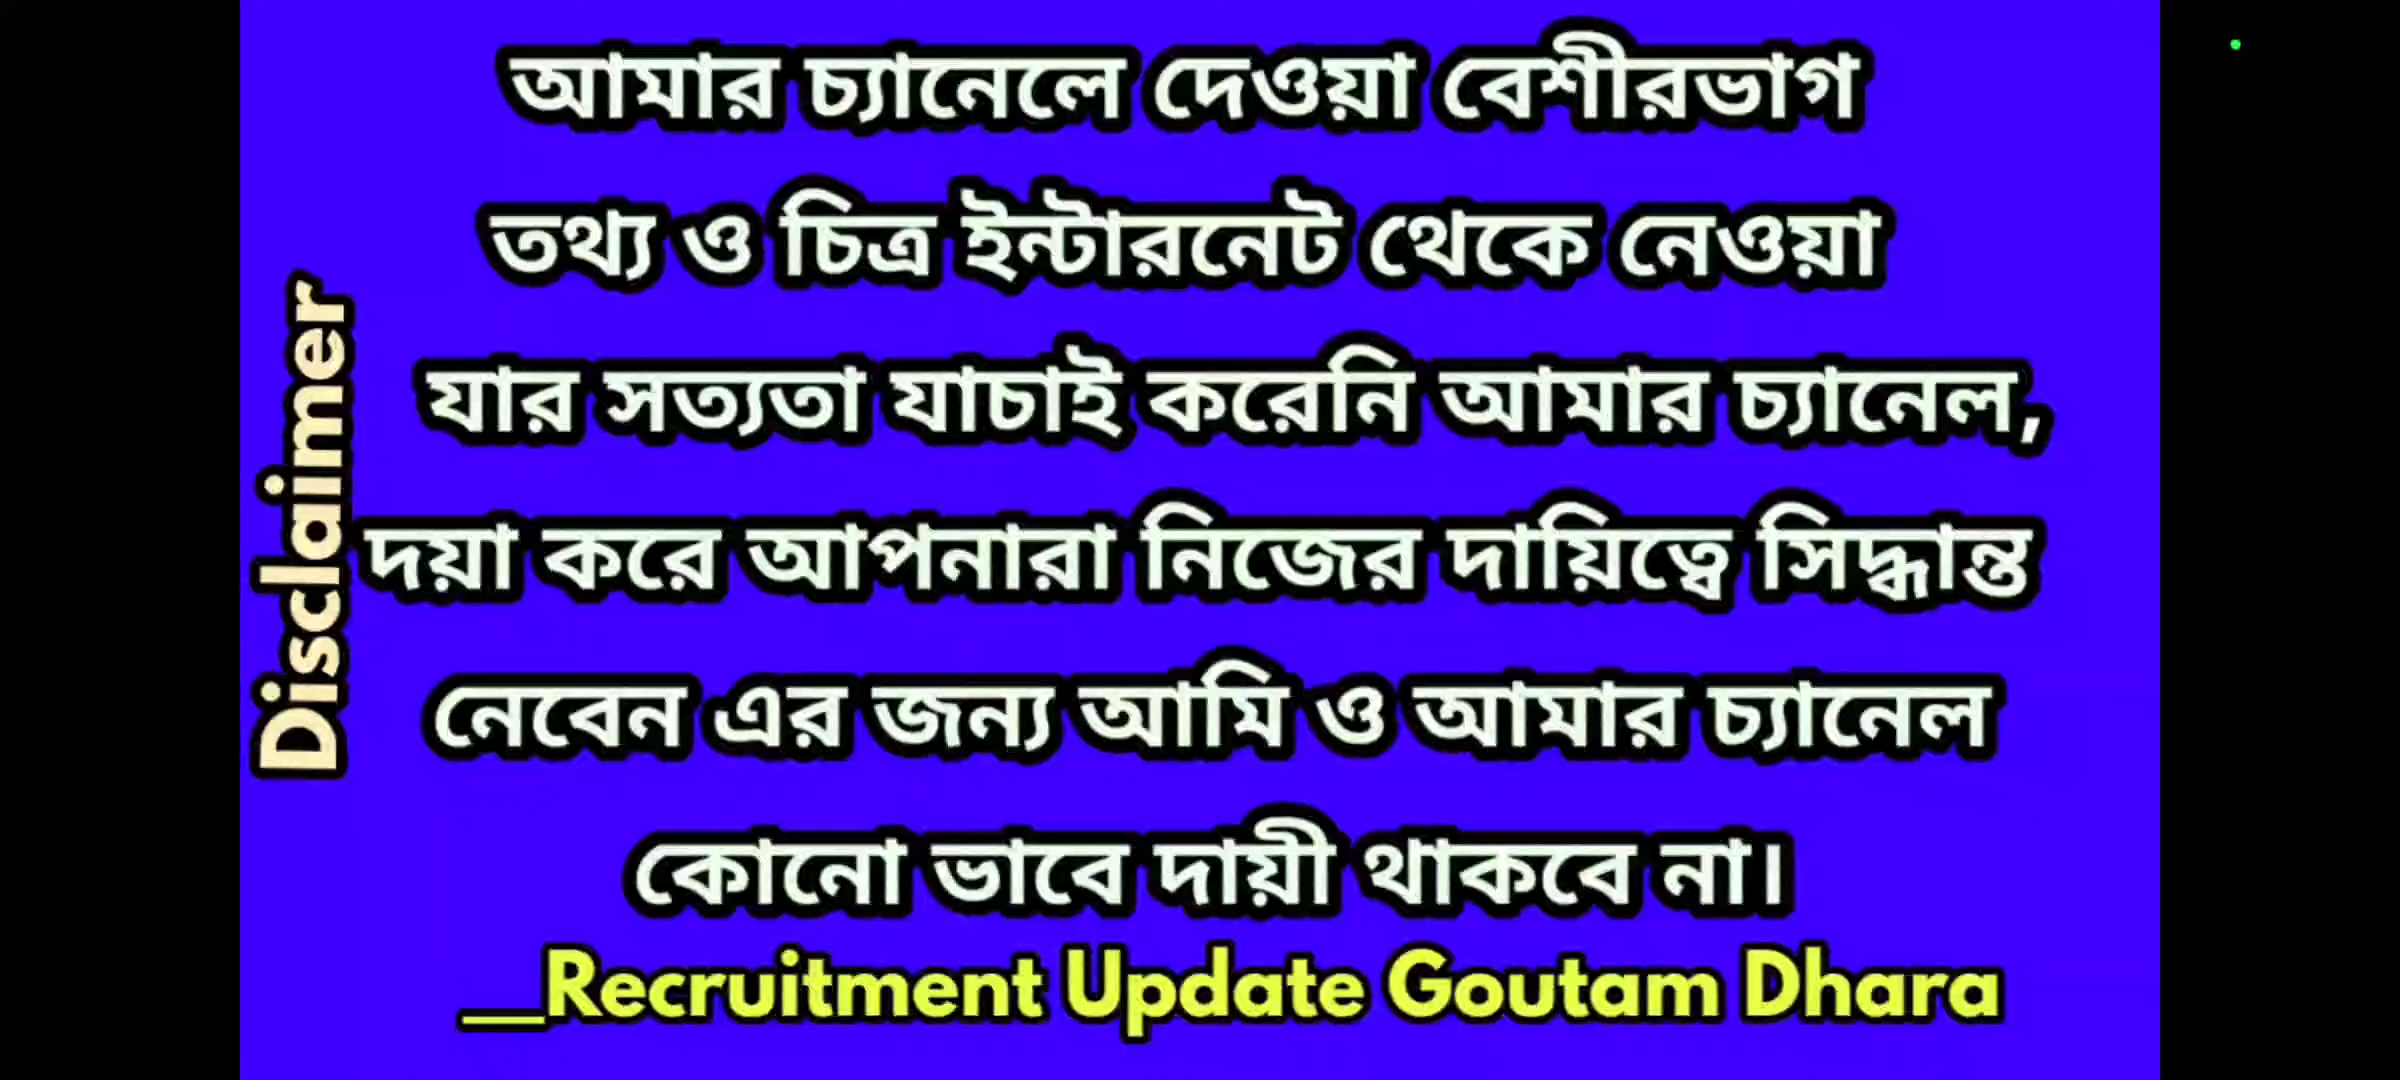 আমার চ্যানেলে দেওয়া বেশীরভাগ
তথ্য ও চিত্র ইন্টারনেট থেকে নেওয়া
যার সত্যতা যাচাই করেনি আমার চ্যানেল,
দয়া করে আপনারা নিজের দায়িত্বে সিদ্ধান্ত
নেবেন এর জন্য আমি ও আমার চ্যানেল
কোনো ভাবে দায়ী থাকবে না।
__Recruitment Update Goutam Dhara
Disclaimer